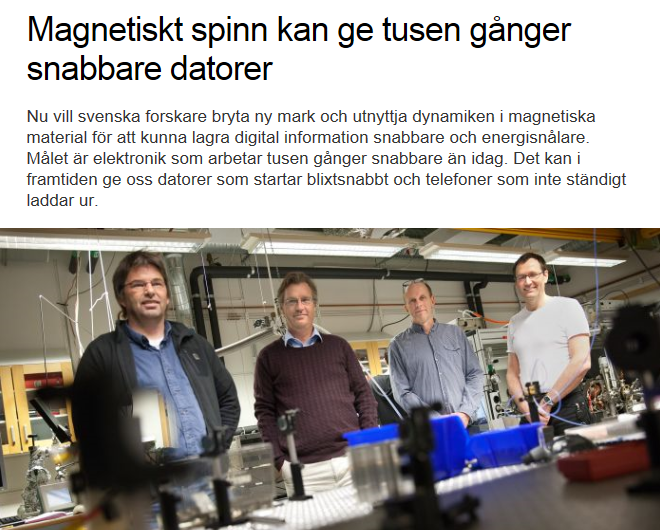 Magnetiskt spinn kan ge tusen gånger
snabbare datorer
Nu vill svenska forskare bryta ny mark och utnyttja dynamiken i magnetiska
material för att kunna lagra digital information snabbare och energisnålare.
Målet är elektronik som arbetar tusen gånger snabbare än idag. Det kan i
framtiden ge oss datorer som startar blixtsnabbt och telefoner som inte ständigt
laddar ur.